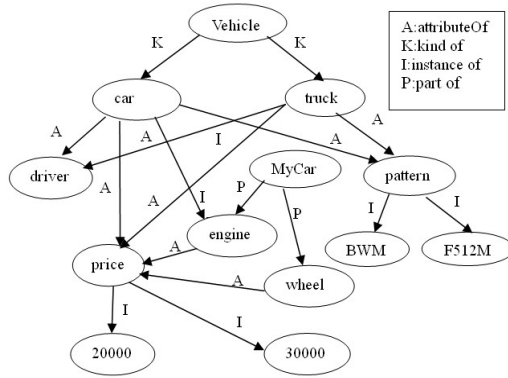 Vehicle
A:attributeOf
K:kind of
I:instance of
P:part of
K
K
car
truck
A
A
I
A
A
driver
MyCar
pattern
A
A
I
P
P
I
I
engine
BWM
F512M
A
price
A
wheel
I
I
20000
30000